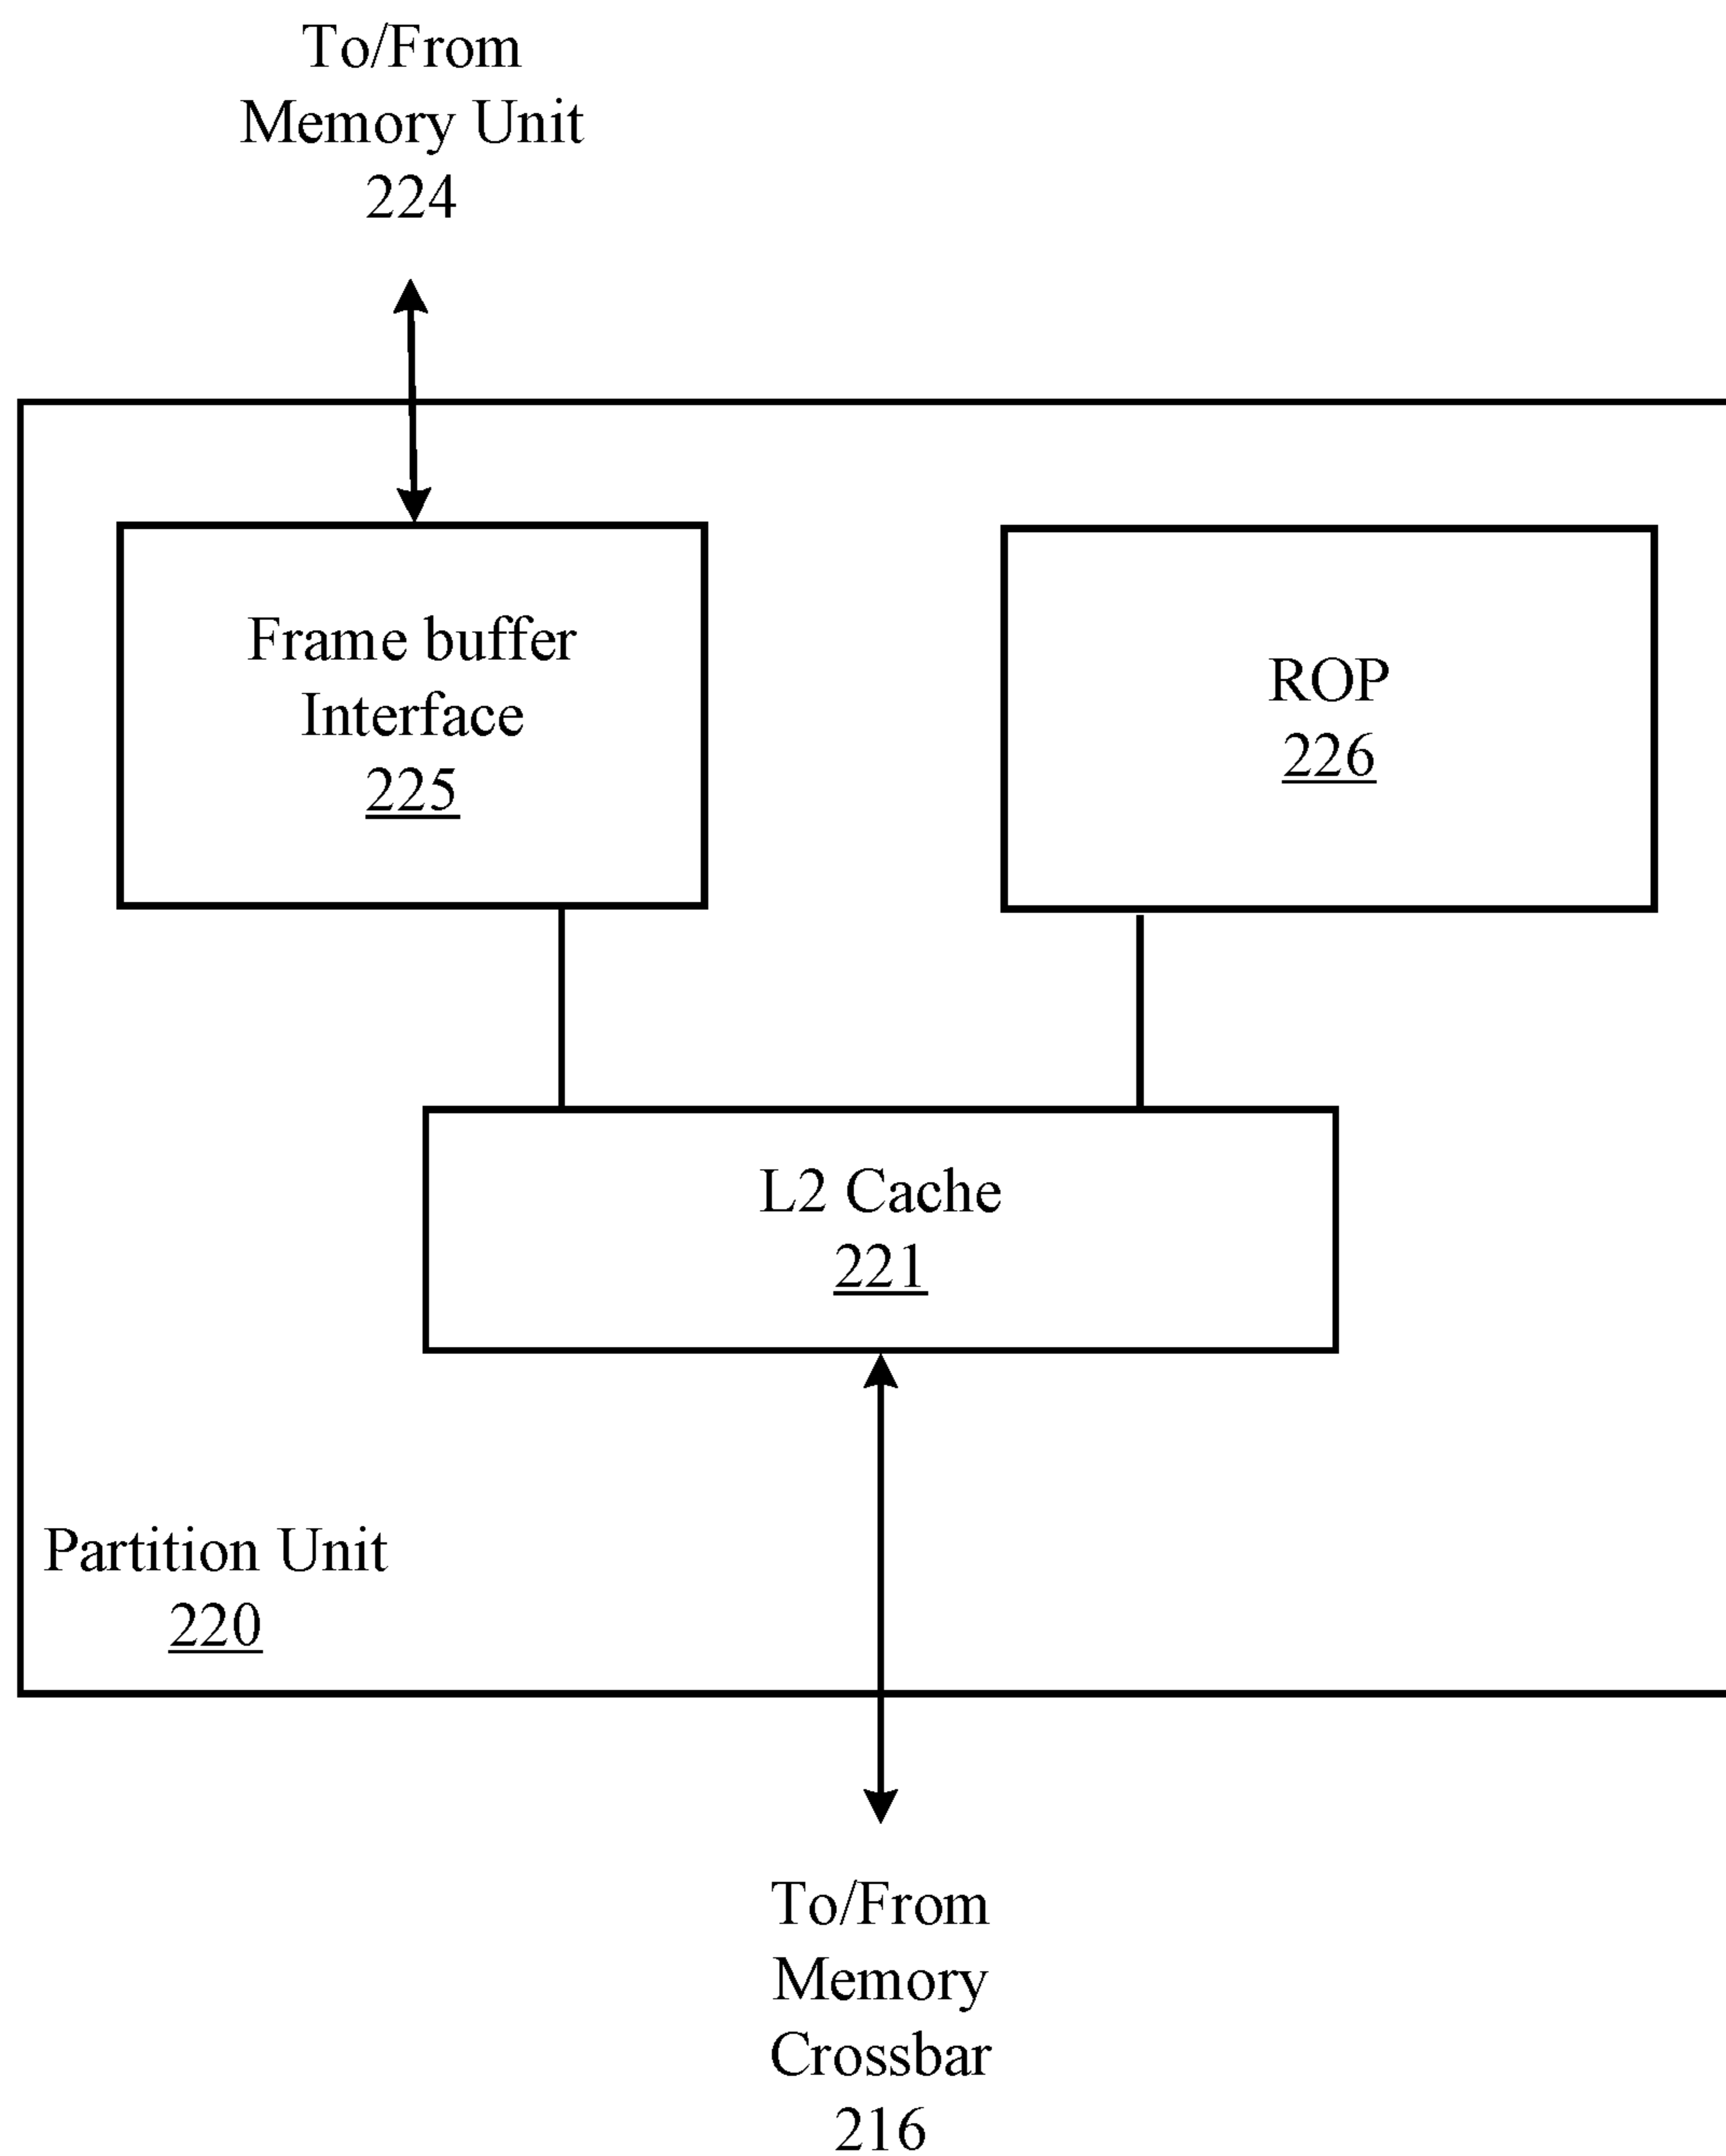 To/From
Memory Unit
224
Frame buffer
Interface
225
ROP
226
L2 Cache
221
Partition Unit
220
To/From
Memory
Crossbar
216